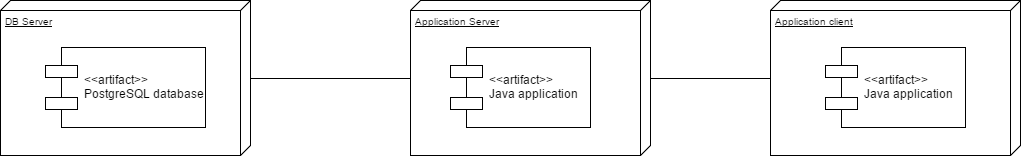 DB Server
<<artifact>>
PostgreSQL database
Application Server
<<artifact>>
Java application
Application client
<<artifact>>
Java application